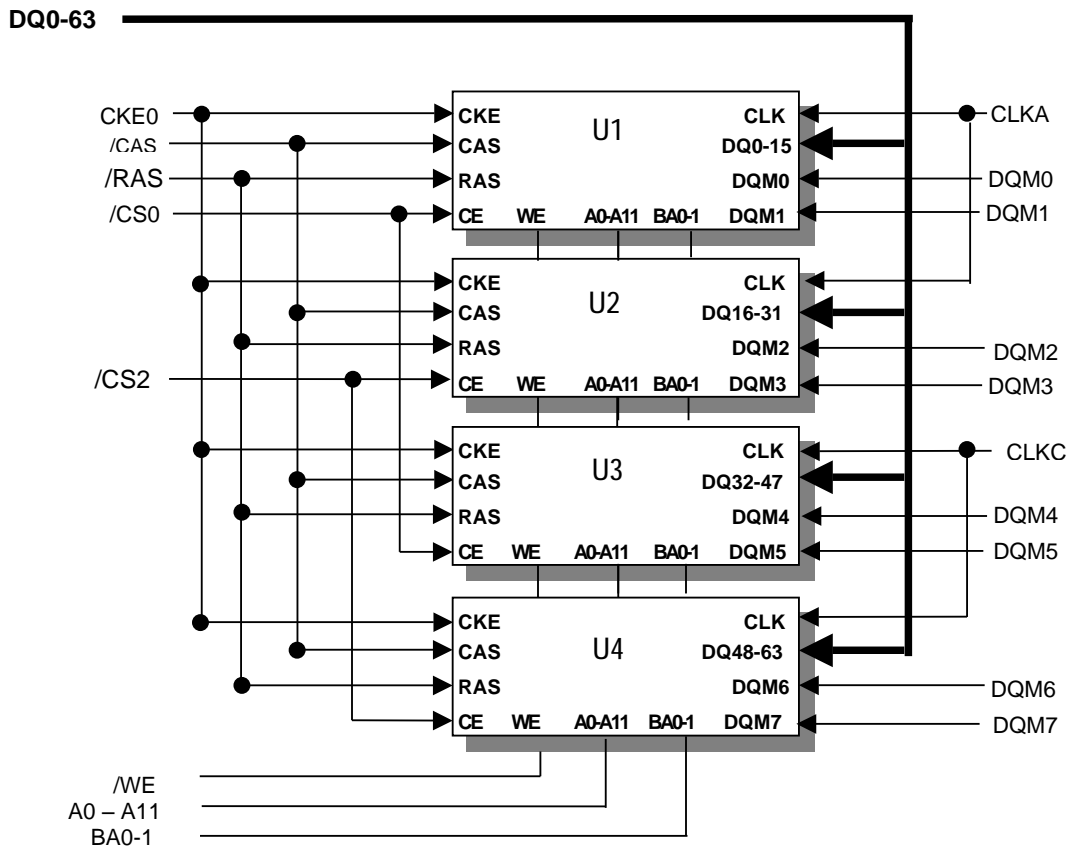 DQ0-63
CKE0
/CAS
/RAS
/CS0
CKE
CAS
RAS
CE WE A0-A11 BA0-1 DQM1
U1
CLK
DQ0-15
DQM0
CLKA
DQM0
DQM1
/CS2
CKE
CAS
RAS
CE WE A0-A11 BA0-1 DQM3
U2
CLK
DQ16-31
DQM2
DQM2
DQM3
CKE
CAS
RAS
CE WE A0-A11 BA0-1 DQM5
U3
CLK
DQ32-47
DQM4
CLKC
DQM4
DQM5
CKE
CAS
RAS
CE WE A0-A11 BA0-1 DQM7
U4
CLK
DQ48-63
DQM6
DQM6
DQM7
/WE
A0 – A11
BA0-1